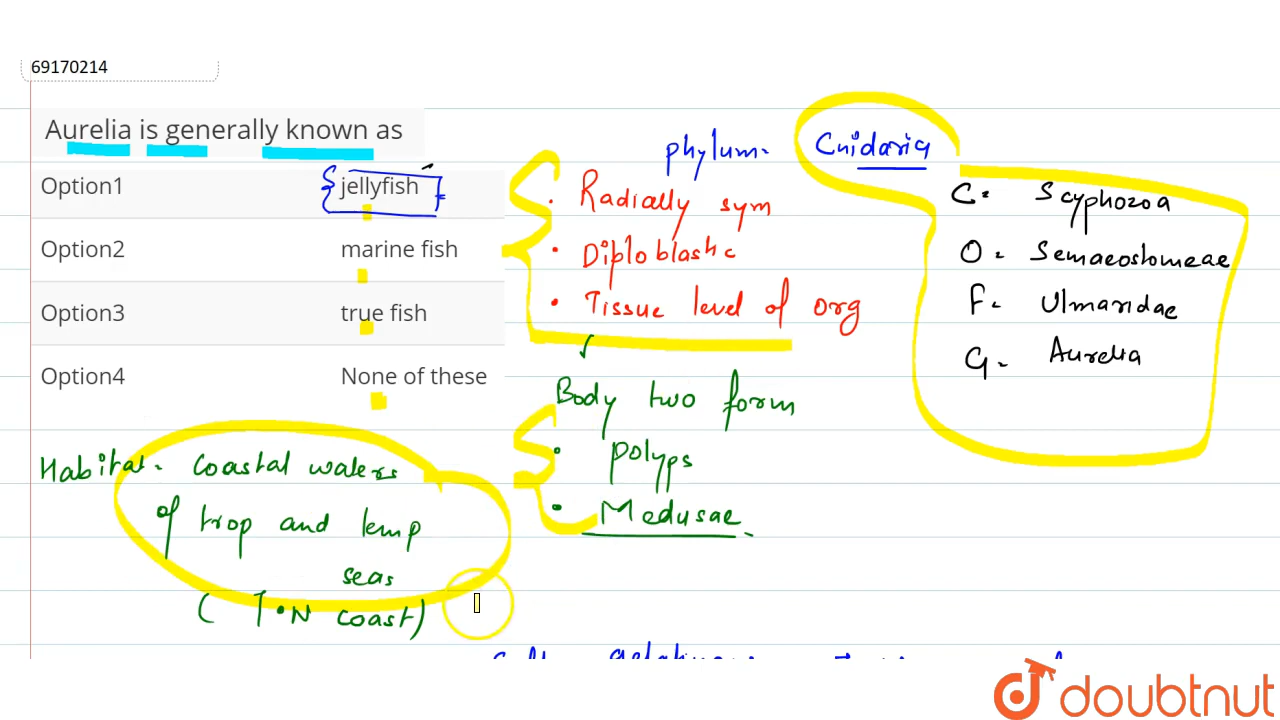 69170214
Aurelia is generally known as
Option1 jellyfish
Option2 marine fish
Option3 true fish
Option4 None of these
phylum- Cnidaria
• Radially sym
• Diploblastic
• Tissue level of org
C- Scyphozoa
O- Semaeostomeae
F- Ulmaridae
G- Aurelia
Body two form
• polyps
• Medusae
Habitat- Coastal waters
of trop and temp
seas
( T•N coast)
doubtnut